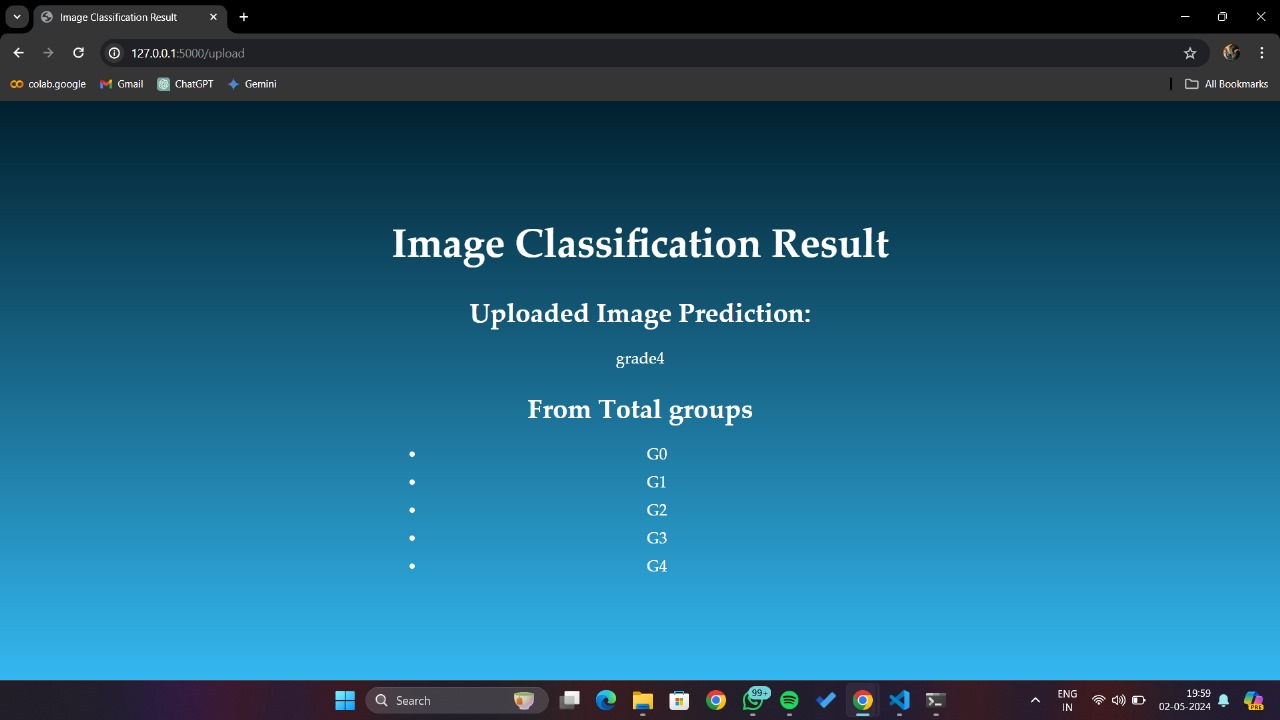 Image Classification Result
127.0.0.1:5000/upload
colab.google Gmail ChatGPT Gemini All Bookmarks
Image Classification Result
Uploaded Image Prediction:
grade4
From Total groups
• G0
• G1
• G2
• G3
• G4
Search
99+
ENG
IN
19:59
02-05-2024
PRE